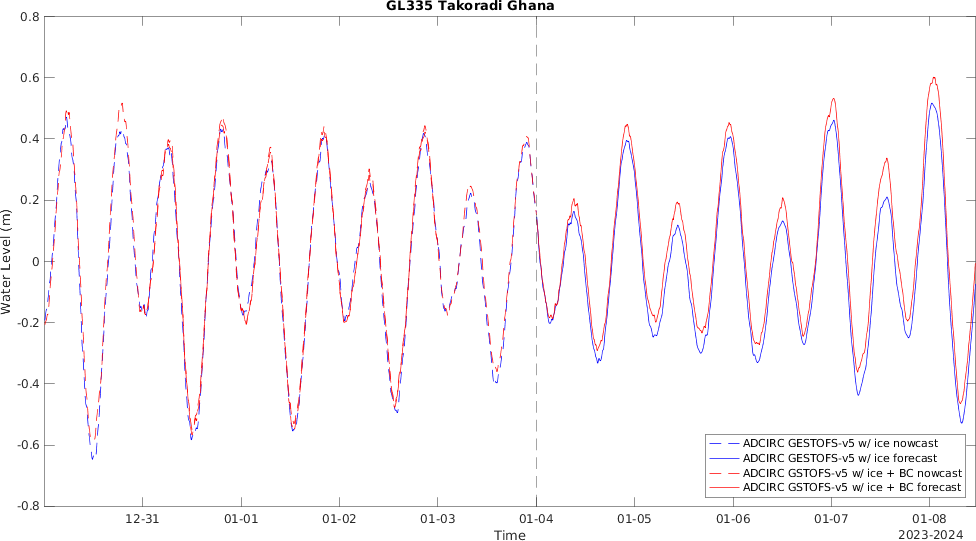 GL335 Takoradi Ghana
0.8
0.6
0.4
0.2
0
-0.2
-0.4
-0.6
-0.8
Water Level (m)
12-31
01-01
01-02
01-03
01-04
01-05
01-06
01-07
01-08
Time
2023-2024
ADCIRC GESTOFS-v5 w/ ice nowcast
ADCIRC GESTOFS-v5 w/ ice forecast
ADCIRC GSTOFS-v5 w/ ice + BC nowcast
ADCIRC GSTOFS-v5 w/ ice + BC forecast